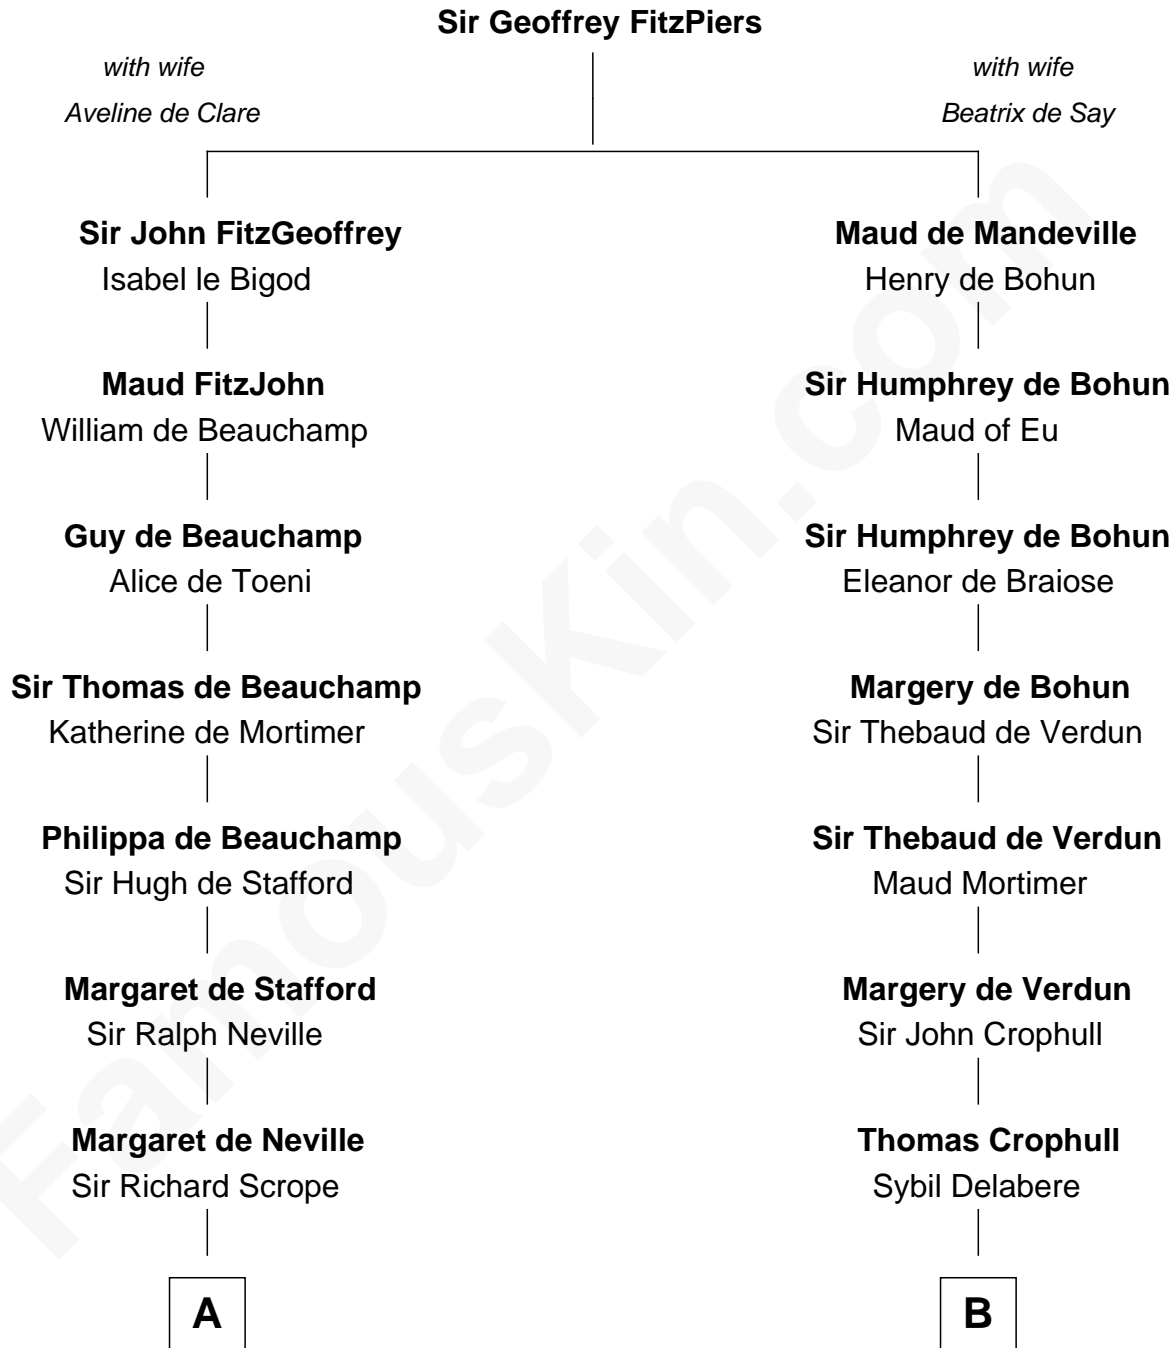 Sir Geoffrey FitzPiers
with wife
Aveline de Clare
with wife
Beatrix de Say
Sir John FitzGeoffrey
Isabel le Bigod
Maud FitzJohn
William de Beauchamp
Guy de Beauchamp
Alice de Toeni
Sir Thomas de Beauchamp
Katherine de Mortimer
Philippa de Beauchamp
Sir Hugh de Stafford
Margaret de Stafford
Sir Ralph Neville
Margaret de Neville
Sir Richard Scrope
A
Maud de Mandeville
Henry de Bohun
Sir Humphrey de Bohun
Maud of Eu
Sir Humphrey de Bohun
Eleanor de Braiose
Margery de Bohun
Sir Thebaud de Verdun
Sir Thebaud de Verdun
Maud Mortimer
Margery de Verdun
Sir John Crophull
Thomas Crophull
Sybil Delabere
B
FamousKin.com